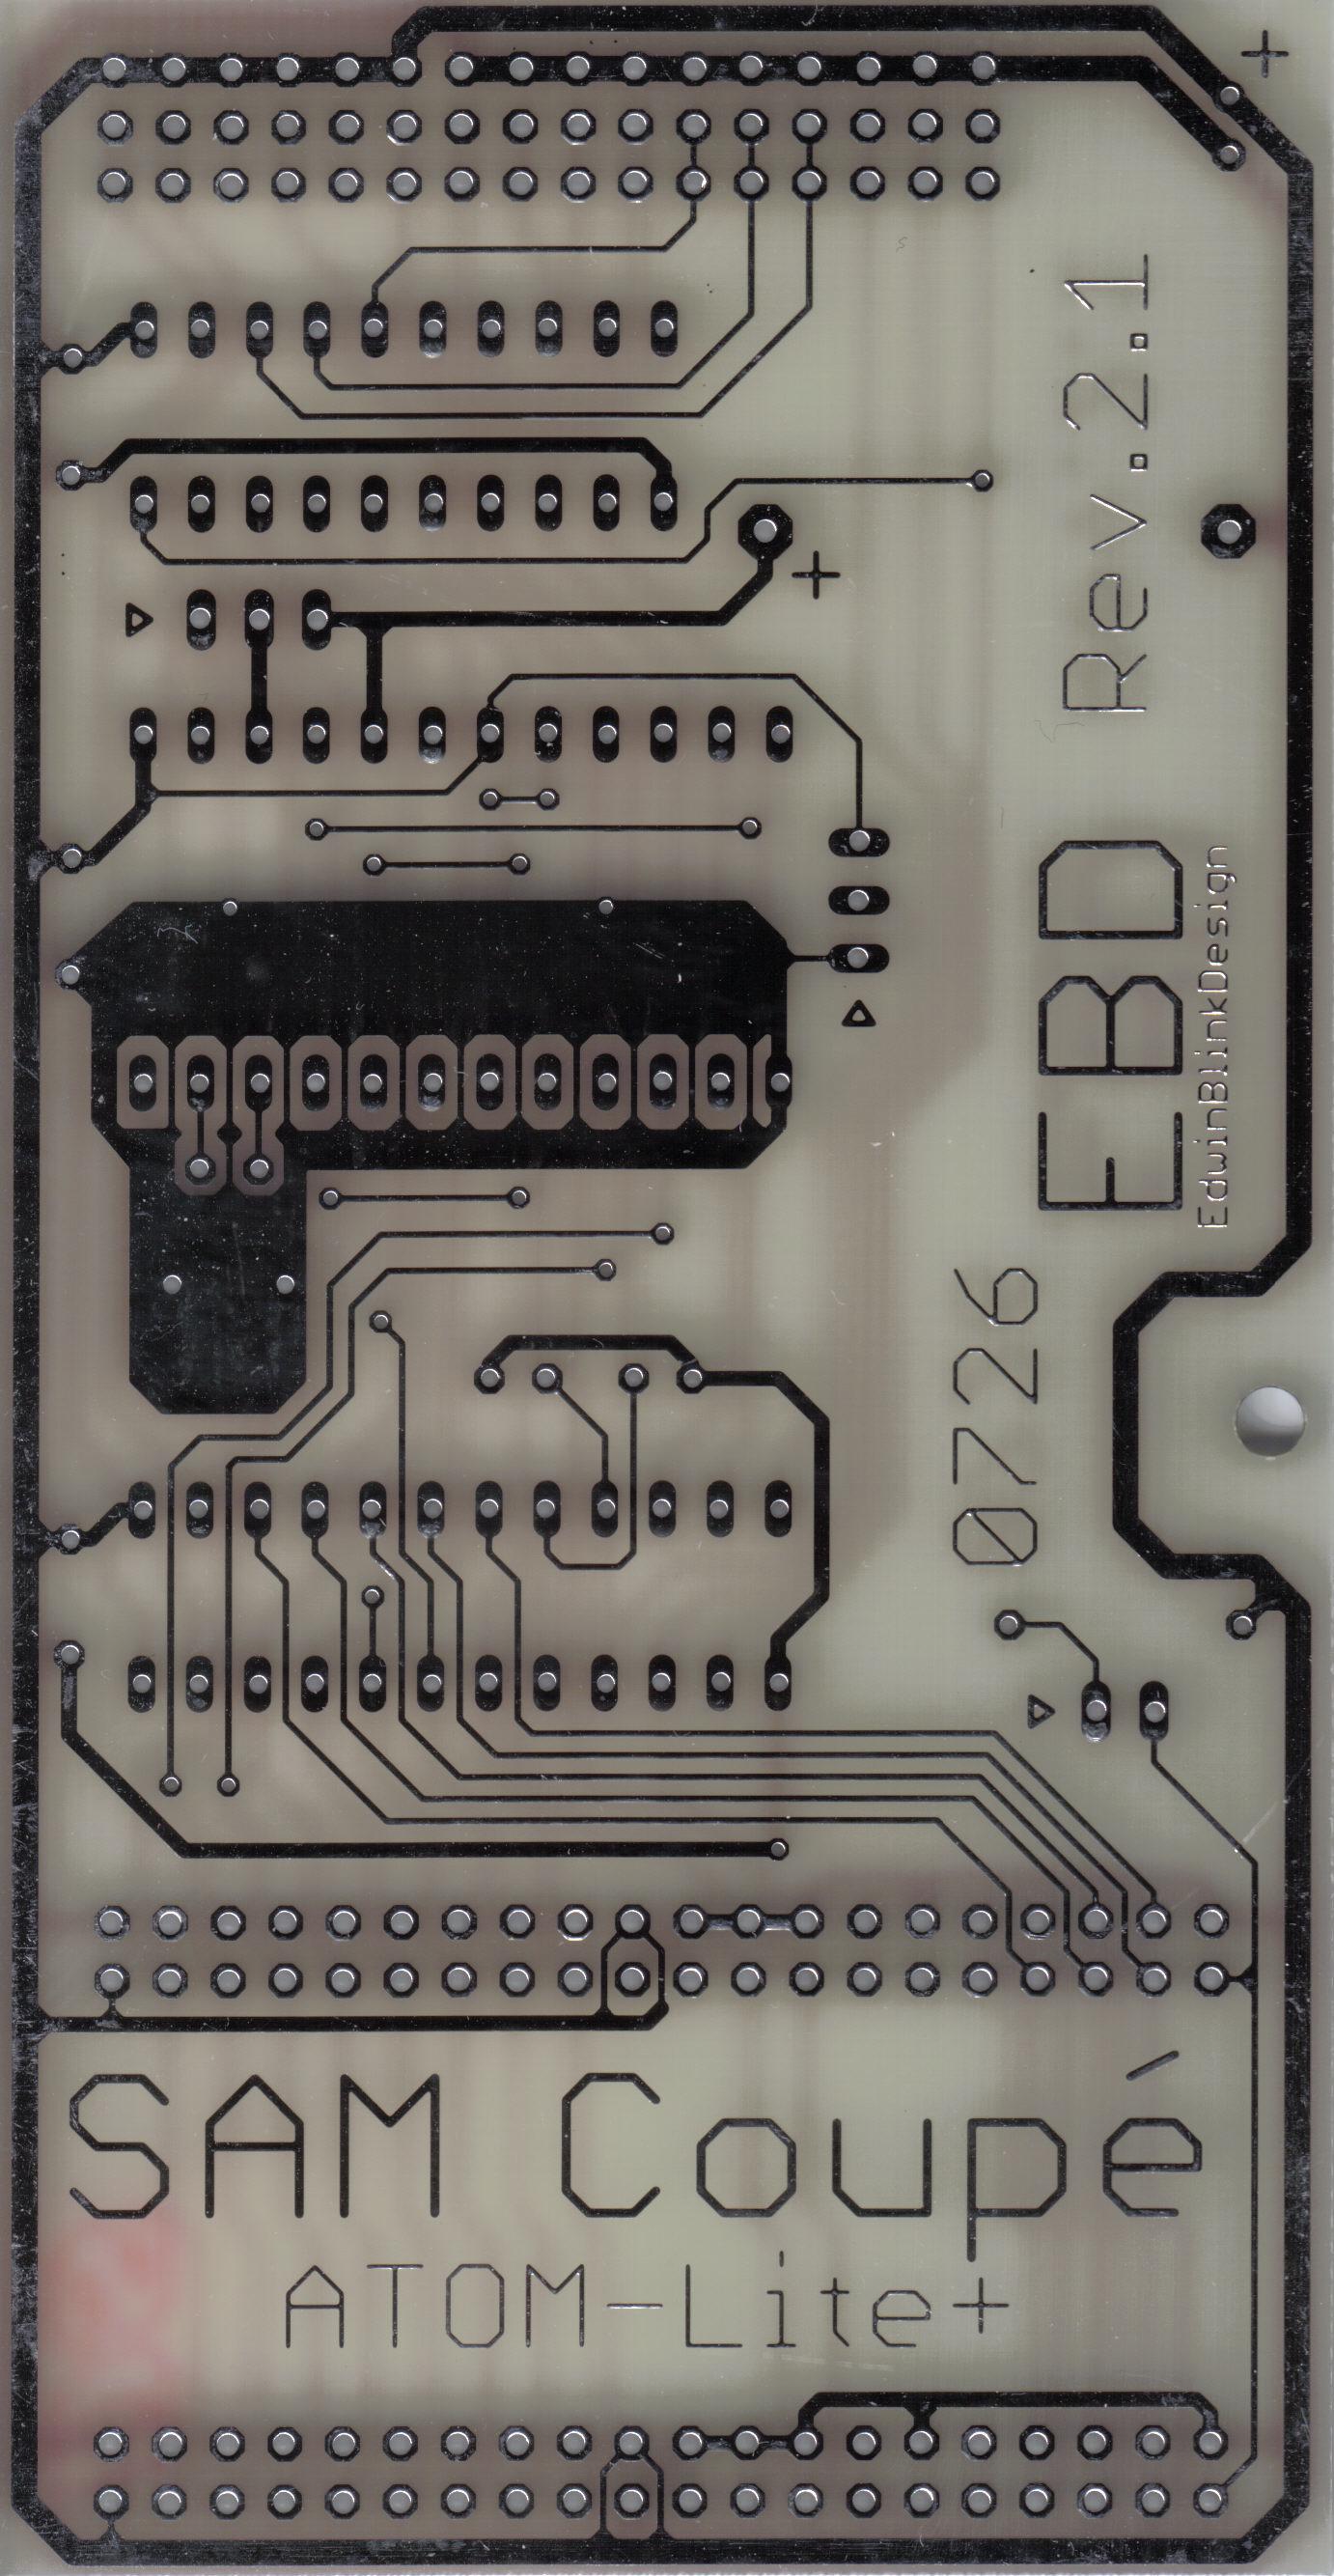 +
+
EBD Rev.2.1
EdwinBlinkDesign
0726
SAM Coupé
ATOM-Lite+